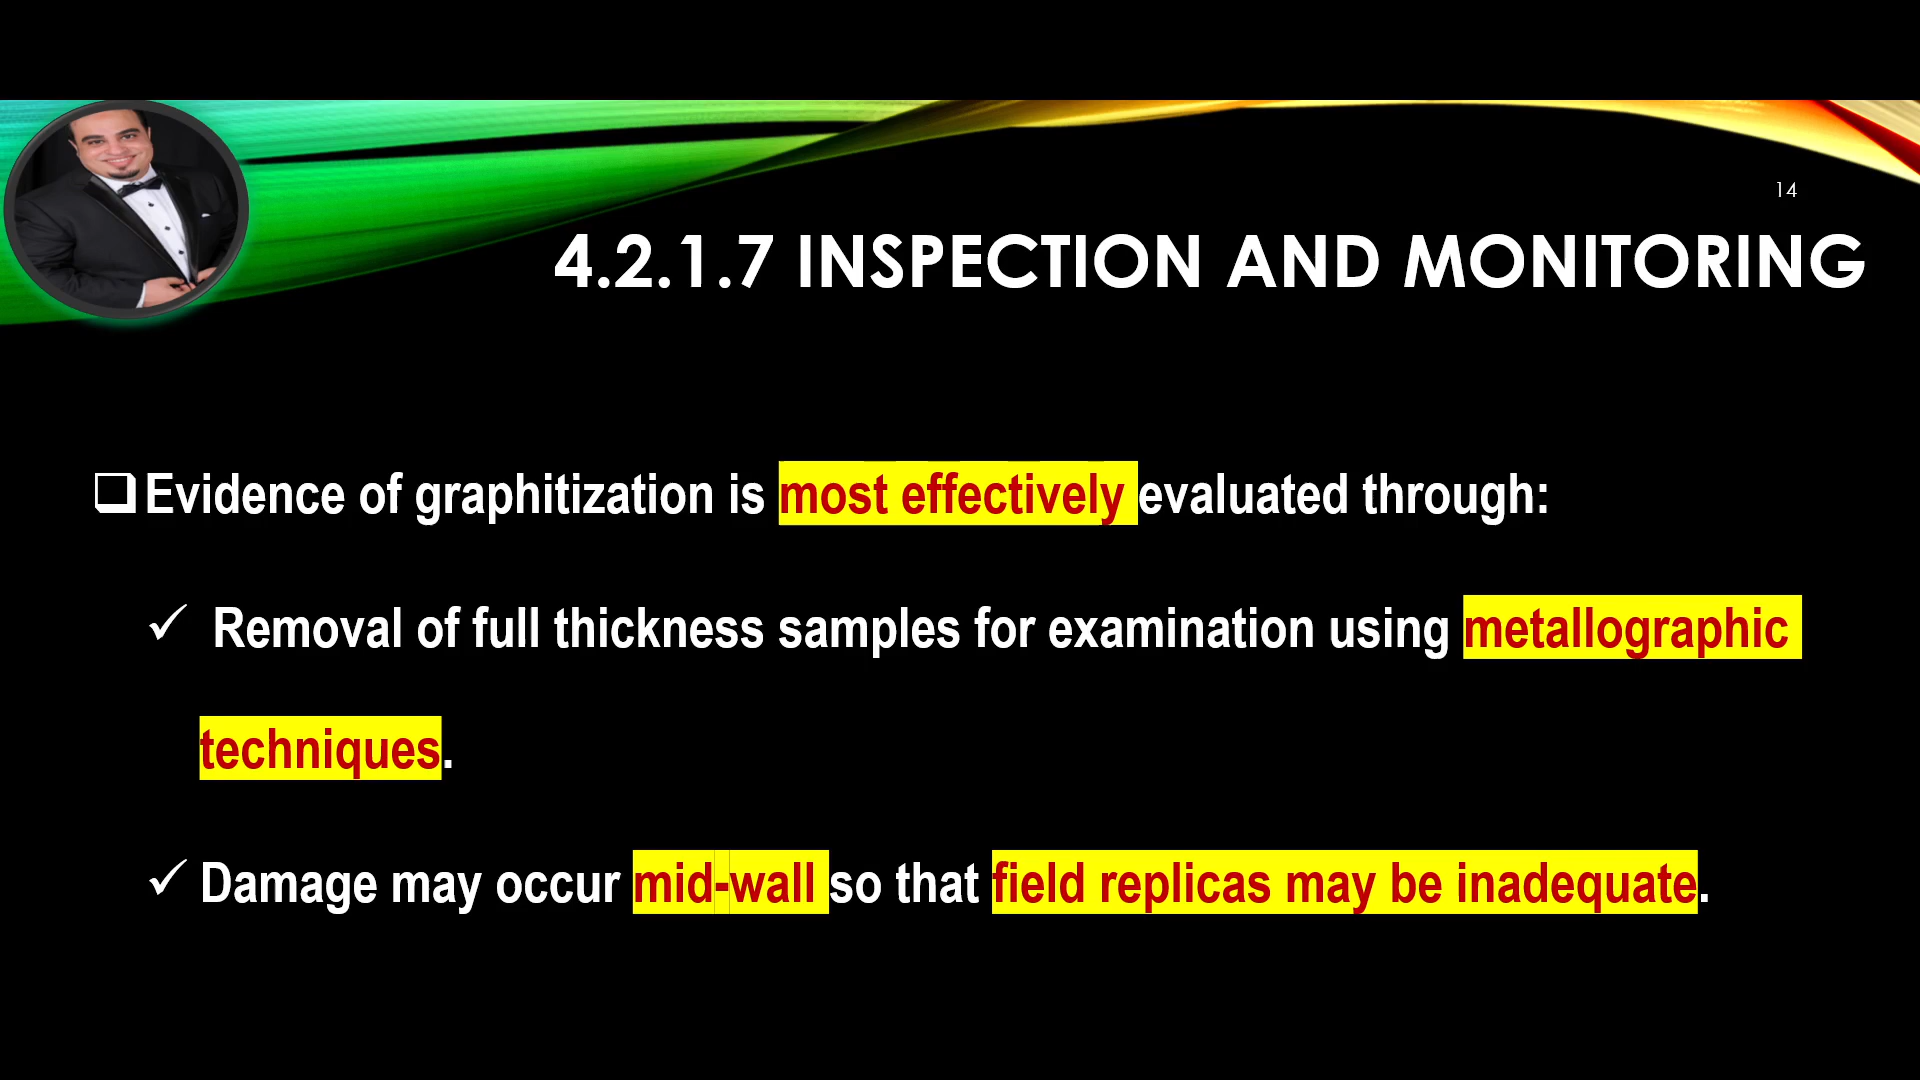 14
4.2.1.7 INSPECTION AND MONITORING
Evidence of graphitization is most effectively evaluated through:
Removal of full thickness samples for examination using metallographic
techniques.
Damage may occur mid-wall so that field replicas may be inadequate.